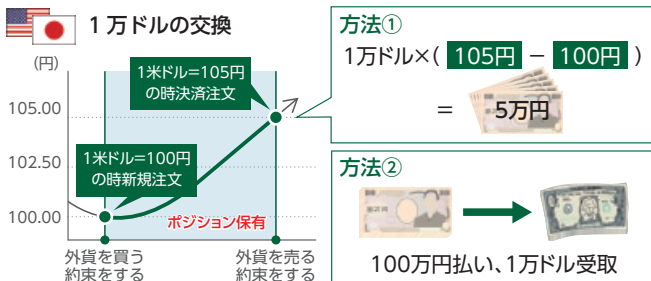 1万ドルの交換
(円)
105.00
102.50
100.00
1米ドル=105円
の時決済注文
1米ドル=100円
の時新規注文
ポジション保有
外貨を買う
約束をする
外貨を売る
約束をする
方法①
1万ドル×( 105円 − 100円 )
= 5万円
方法②
100万円払い、1万ドル受取